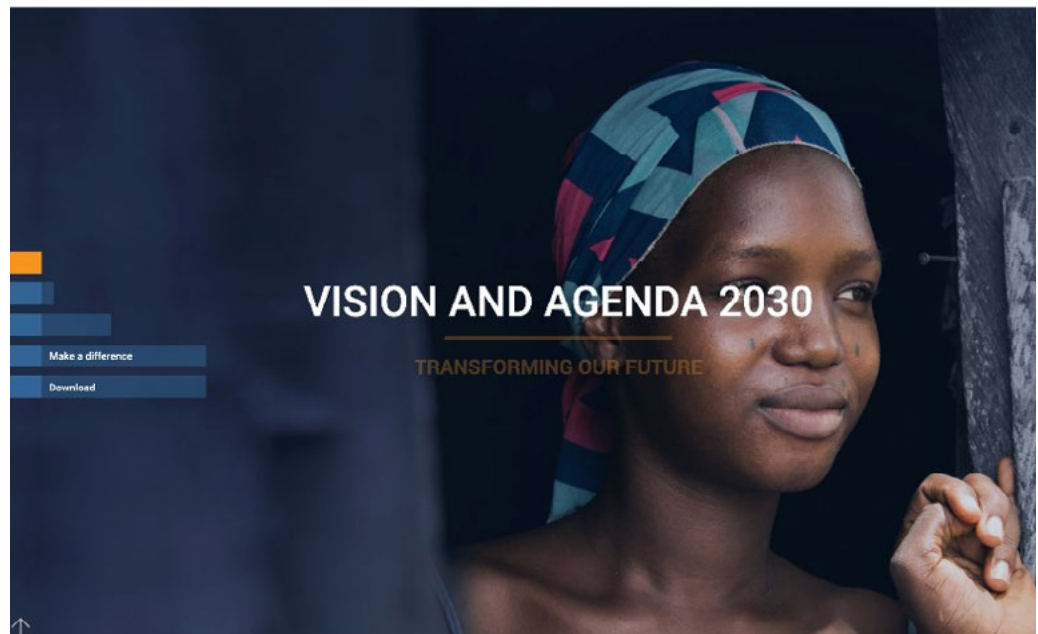 VISION AND AGENDA 2030
TRANSFORMING OUR FUTURE
Make a difference
Download